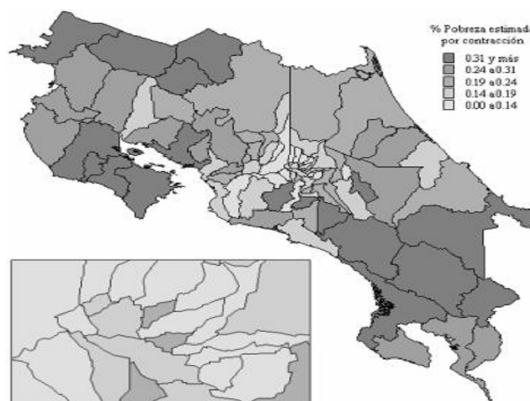 % Pobreza estimada
por contracción
0.31 y más
0.24 a 0.31
0.19 a 0.24
0.14 a 0.19
0.00 a 0.14